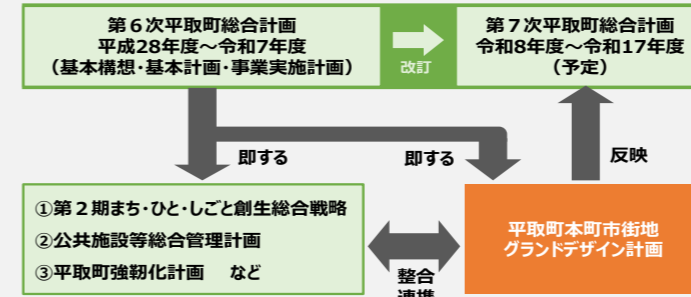 第６次平取町総合計画
平成28年度～令和7年度
（基本構想・基本計画・事業実施計画）
改訂
第７次平取町総合計画
令和8年度～令和17年度
（予定）
即する
即する
反映
①第２期まち・ひと・しごと創生総合戦略
②公共施設等総合管理計画
③平取町強靭化計画　など
整合
連携
平取町本町市街地
グランドデザイン計画